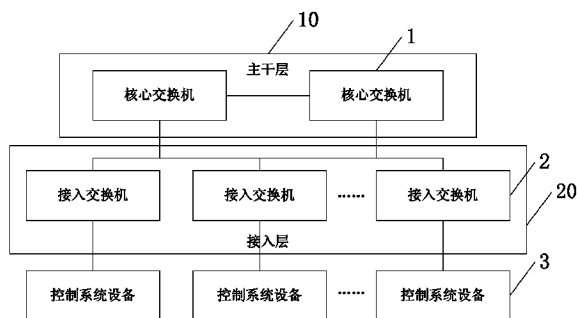 10
1
主干层
核心交换机 核心交换机
2
接入交换机 接入交换机 …… 接入交换机
20
接入层
3
控制系统设备 控制系统设备 …… 控制系统设备